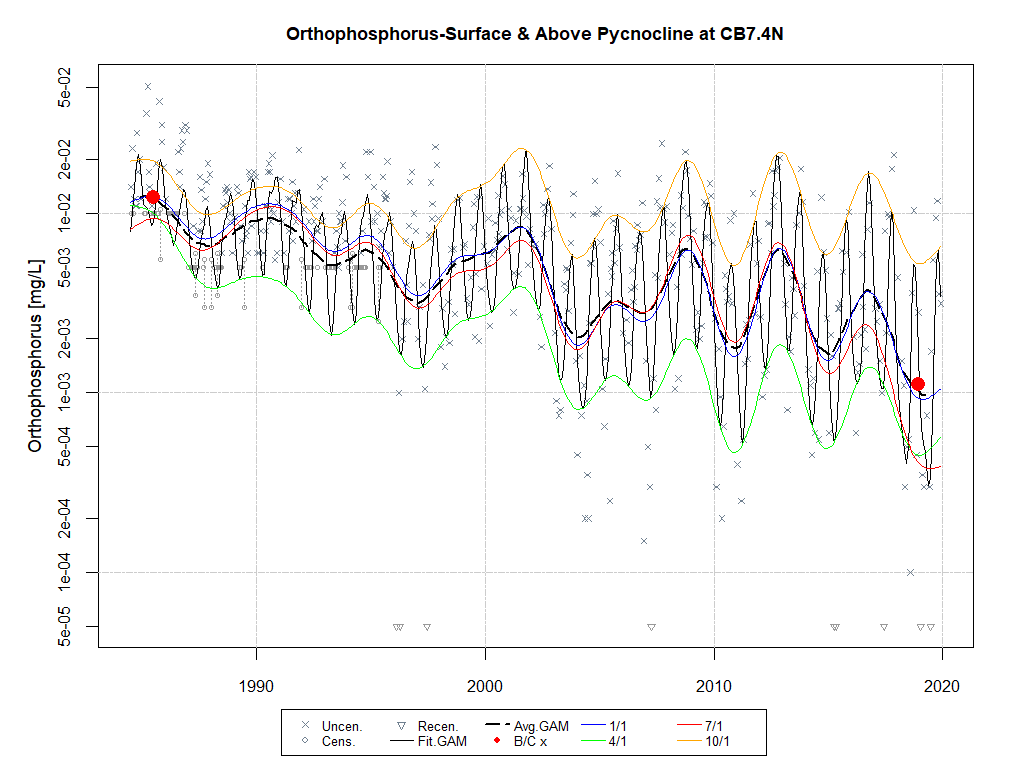 Orthophosphorus-Surface & Above Pycnocline at CB7.4N
Orthophosphorus [mg/L]
5e-02
2e-02
1e-02
5e-03
2e-03
1e-03
5e-04
2e-04
1e-04
5e-05
1990 2000 2010 2020
Uncen. Recen. Avg.GAM 1/1 7/1
Cens. Fit.GAM B/C x 4/1 10/1